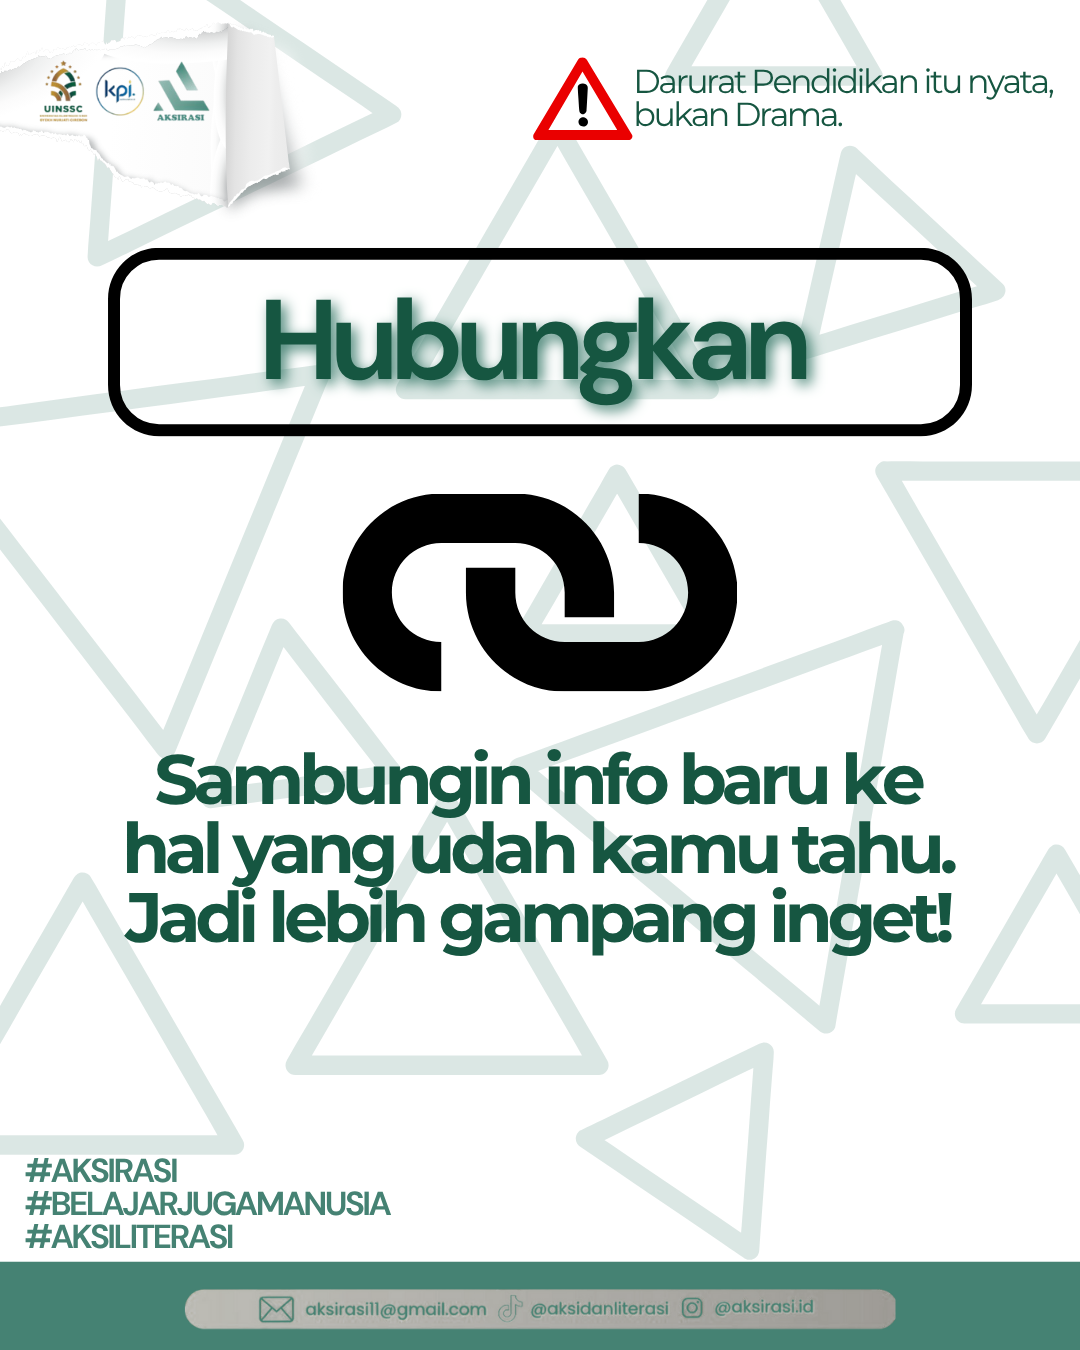 UINSSC
kpi.
AKSIRASI
Darurat Pendidikan itu nyata,
bukan Drama.
Hubungkan
Sambungin info baru ke
hal yang udah kamu tahu.
Jadi lebih gampang inget!
#AKSIRASI
#BELAJARJUGAMANUSIA
#AKSILITERASI
aksirasi11@gmail.com @aksidanliterasi @aksirasi.id